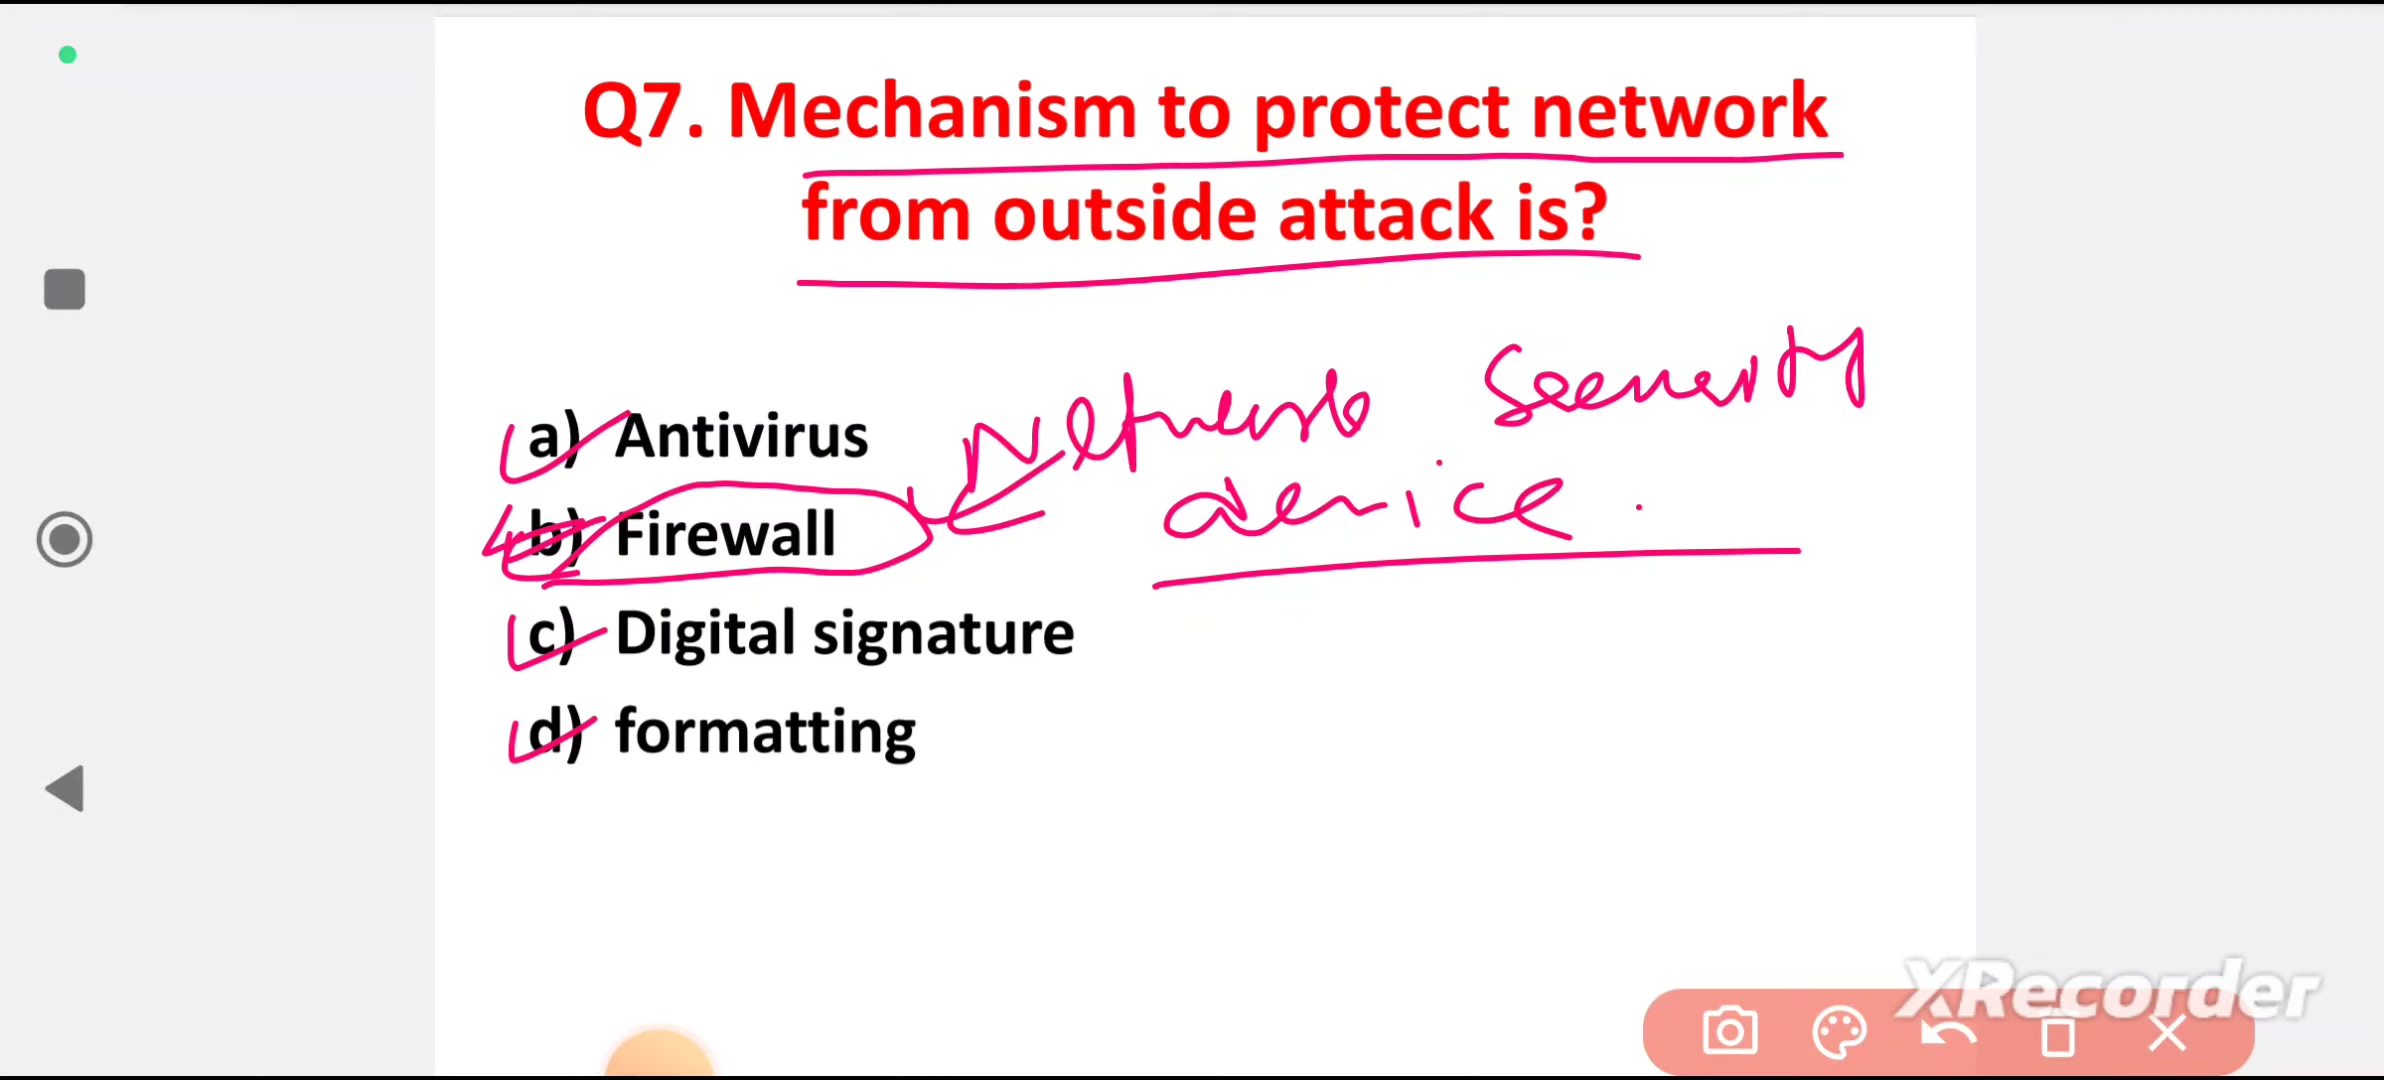 Q7. Mechanism to protect network
from outside attack is?
a) Antivirus
b) Firewall
c) Digital signature
d) formatting
Network Security
device.
XRecorder